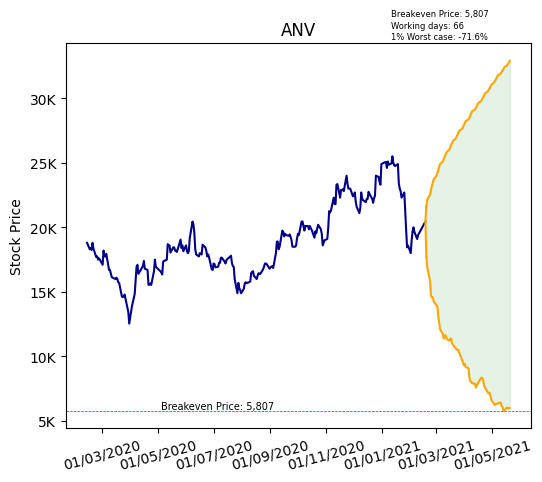 Breakeven Price: 5,807
Working days: 66
1% Worst case: -71.6%
ANV
Stock Price
30K
25K
20K
15K
10K
5K
Breakeven Price: 5,807
01/03/2020
01/05/2020
01/07/2020
01/09/2020
01/11/2020
01/01/2021
01/03/2021
01/05/2021